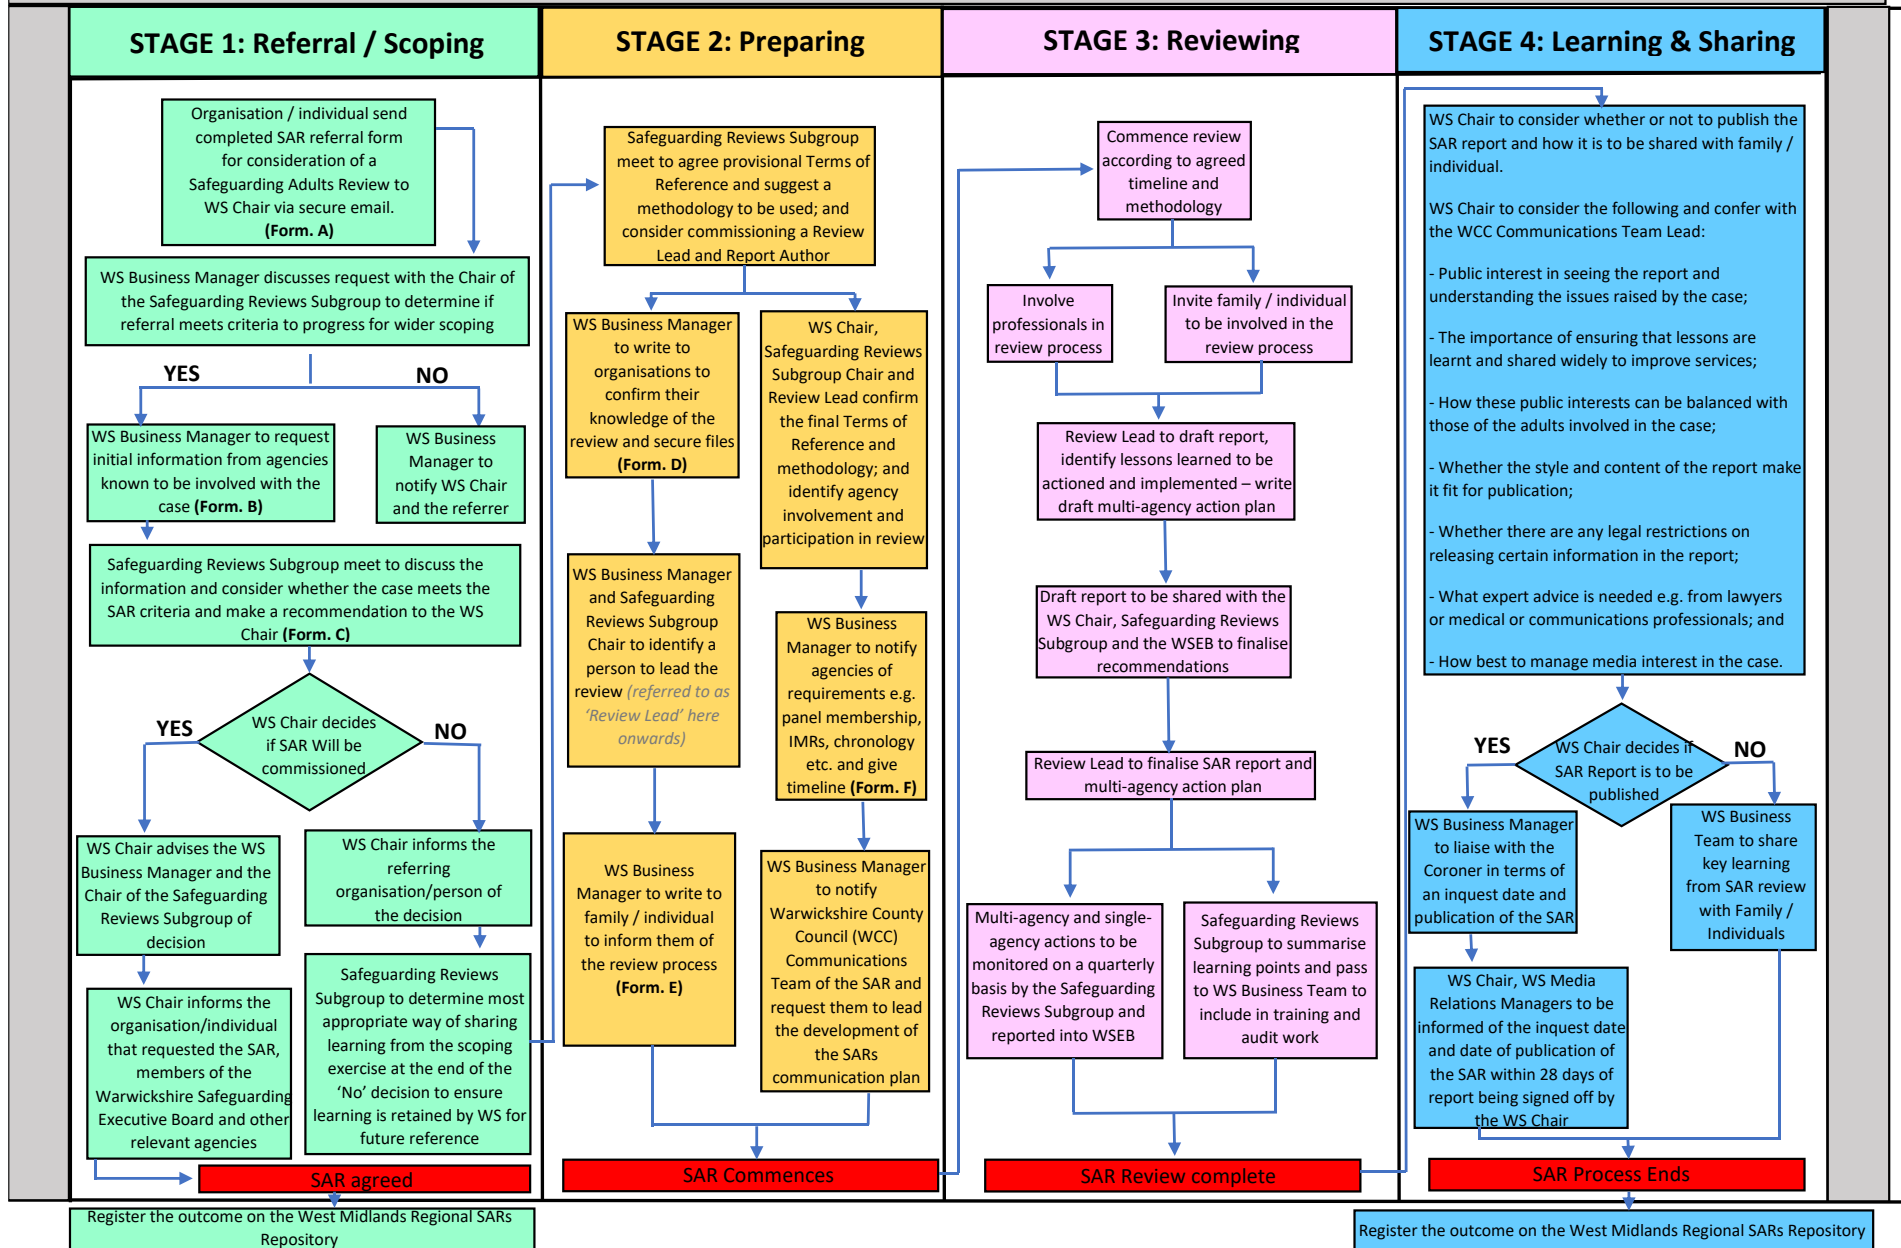 STAGE 1: Referral / Scoping
Organisation / individual send
completed SAR referral form
for consideration of a
Safeguarding Adults Review to
WS Chair via secure email.
(Form. A)
WS Business Manager discusses request with the Chair of
the Safeguarding Reviews Subgroup to determine if
referral meets criteria to progress for wider scoping
YES
NO
WS Business Manager to request
initial information from agencies
known to be involved with the
case (Form. B)
WS Business
Manager to
notify WS Chair
and the referrer
Safeguarding Reviews Subgroup meet to discuss the
information and consider whether the case meets the
SAR criteria and make a recommendation to the WS
Chair (Form. C)
WS Chair decides
if SAR Will be
commissioned
YES
NO
WS Chair advises the WS
Business Manager and the
Chair of the Safeguarding
Reviews Subgroup of
decision
WS Chair informs the
referring
organisation/person of
the decision
WS Chair informs the
organisation/individual
that requested the SAR,
members of the
Warwickshire Safeguarding
Executive Board and other
relevant agencies
Safeguarding Reviews
Subgroup to determine most
appropriate way of sharing
learning from the scoping
exercise at the end of the
‘No’ decision to ensure
learning is retained by WS for
future reference
SAR agreed
Register the outcome on the West Midlands Regional SARs
Repository
STAGE 2: Preparing
Safeguarding Reviews Subgroup
meet to agree provisional Terms of
Reference and suggest a
methodology to be used; and
consider commissioning a Review
Lead and Report Author
WS Business Manager
to write to
organisations to
confirm their
knowledge of the
review and secure files
(Form. D)
WS Business Manager
and Safeguarding
Reviews Subgroup
Chair to identify a
person to lead the
review (referred to as
‘Review Lead’ here
onwards)
WS Business
Manager to write to
family / individual
to inform them of
the review process
(Form. E)
WS Chair,
Safeguarding Reviews
Subgroup Chair and
Review Lead confirm
the final Terms of
Reference and
methodology; and
identify agency
involvement and
participation in review
WS Business
Manager to notify
agencies of
requirements e.g.
panel membership,
IMRs, chronology
etc. and give
timeline (Form. F)
WS Business Manager
to notify
Warwickshire County
Council (WCC)
Communications
Team of the SAR and
request them to lead
the development of
the SARs
communication plan
SAR Commences
STAGE 3: Reviewing
Commence review
according to agreed
timeline and
methodology
Involve
professionals in
review process
Invite family / individual
to be involved in the
review process
Review Lead to draft report,
identify lessons learned to be
actioned and implemented – write
draft multi-agency action plan
Draft report to be shared with the
WS Chair, Safeguarding Reviews
Subgroup and the WSEB to finalise
recommendations
Review Lead to finalise SAR report and
multi-agency action plan
Multi-agency and single-
agency actions to be
monitored on a quarterly
basis by the Safeguarding
Reviews Subgroup and
reported into WSEB
Safeguarding Reviews
Subgroup to summarise
learning points and pass
to WS Business Team to
include in training and
audit work
SAR Review complete
STAGE 4: Learning & Sharing
WS Chair to consider whether or not to publish the
SAR report and how it is to be shared with family /
individual.
WS Chair to consider the following and confer with
the WCC Communications Team Lead:
- Public interest in seeing the report and
understanding the issues raised by the case;
- The importance of ensuring that lessons are
learnt and shared widely to improve services;
- How these public interests can be balanced with
those of the adults involved in the case;
- Whether the style and content of the report make
it fit for publication;
- Whether there are any legal restrictions on
releasing certain information in the report;
- What expert advice is needed e.g. from lawyers
or medical or communications professionals; and
- How best to manage media interest in the case.
YES
NO
WS Chair decides if
SAR Report is to be
published
WS Business Manager
to liaise with the
Coroner in terms of
an inquest date and
publication of the SAR
WS Business
Team to share
key learning
from SAR review
with Family /
Individuals
WS Chair, WS Media
Relations Managers to be
informed of the inquest date
and date of publication of
the SAR within 28 days of
report being signed off by
the WS Chair
SAR Process Ends
Register the outcome on the West Midlands Regional SARs Repository